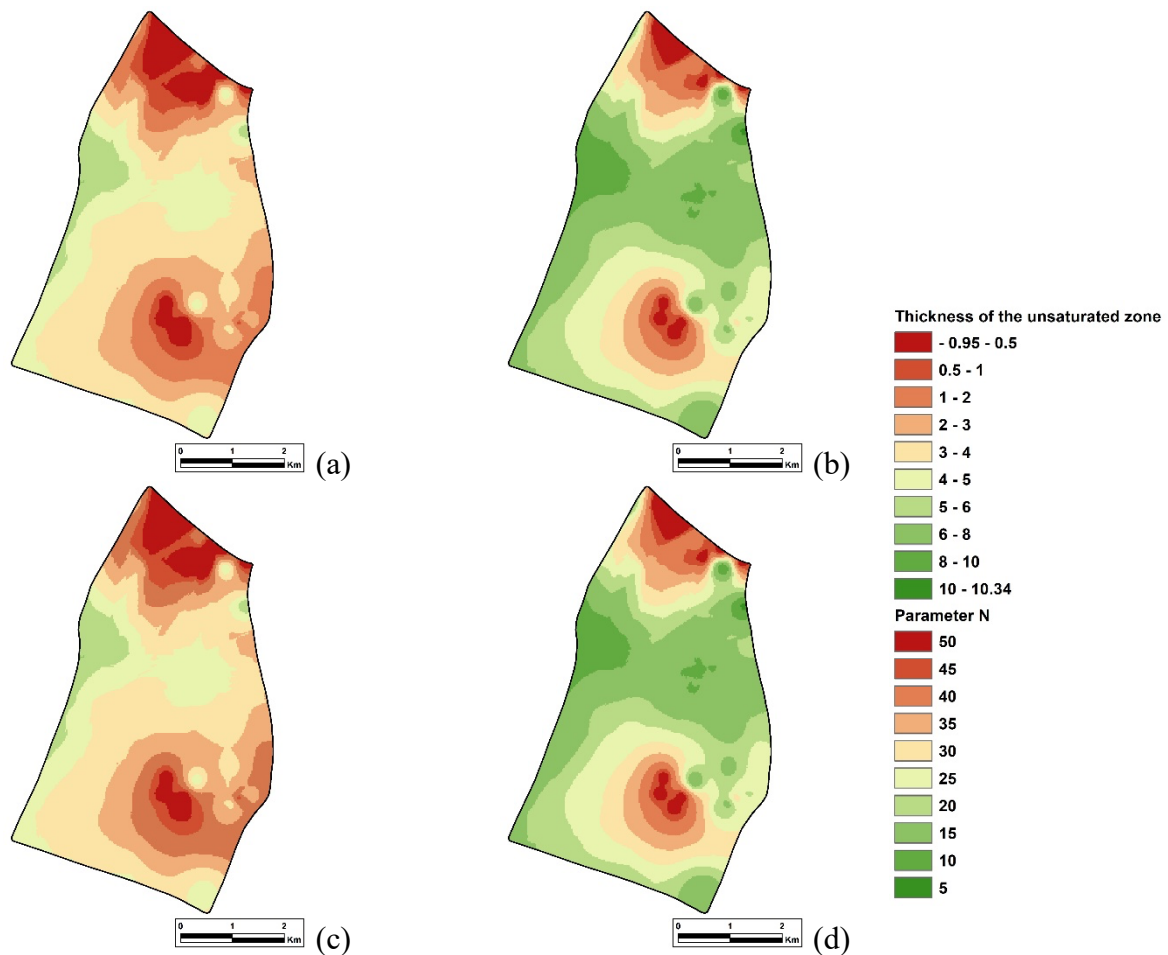 0 1 2
Km
(a)
0 1 2
Km
(b)
Thickness of the unsaturated zone
- 0.95 - 0.5
0.5 - 1
1 - 2
2 - 3
3 - 4
4 - 5
5 - 6
6 - 8
8 - 10
10 - 10.34
Parameter N
50
45
40
35
30
25
20
15
10
5
0 1 2
Km
(c)
0 1 2
Km
(d)